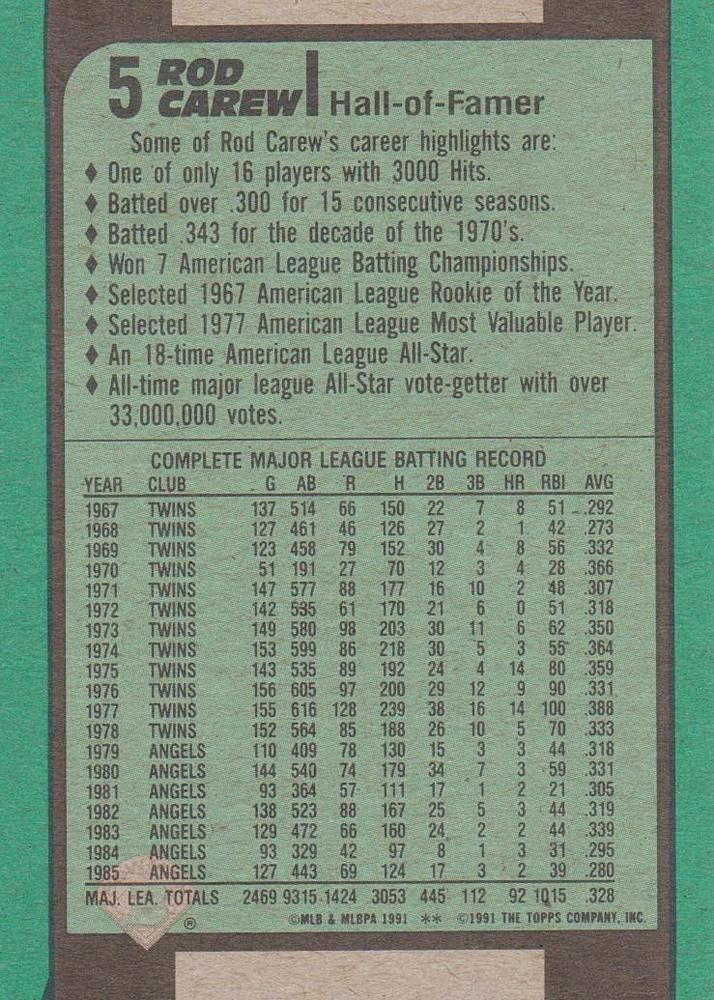 5 ROD CAREW Hall-of-Famer
Some of Rod Carew's career highlights are:
♦ One of only 16 players with 3000 Hits.
♦ Batted over .300 for 15 consecutive seasons.
♦ Batted .343 for the decade of the 1970's.
♦ Won 7 American League Batting Championships.
♦ Selected 1967 American League Rookie of the Year.
♦ Selected 1977 American League Most Valuable Player.
♦ An 18-time American League All-Star.
♦ All-time major league All-Star vote-getter with over
33,000,000 votes.
COMPLETE MAJOR LEAGUE BATTING RECORD
YEAR CLUB G AB R H 2B 3B HR RBI AVG
1967 TWINS 137 514 66 150 22 7 8 51 .292
1968 TWINS 127 461 46 126 27 2 1 42 .273
1969 TWINS 123 458 79 152 30 4 8 56 .332
1970 TWINS 51 191 27 70 12 3 4 28 .366
1971 TWINS 147 577 88 177 16 10 2 48 .307
1972 TWINS 142 535 61 170 21 6 0 51 .318
1973 TWINS 149 580 98 203 30 11 6 62 .350
1974 TWINS 153 599 86 218 30 5 3 55 .364
1975 TWINS 143 535 89 192 24 4 14 80 .359
1976 TWINS 156 605 97 200 29 12 9 90 .331
1977 TWINS 155 616 128 239 38 16 14 100 .388
1978 TWINS 152 564 85 188 26 10 5 70 .333
1979 ANGELS 110 409 78 130 15 3 3 44 .318
1980 ANGELS 144 540 74 179 34 7 3 59 .331
1981 ANGELS 93 364 57 111 17 1 2 21 .305
1982 ANGELS 138 523 88 167 25 5 3 44 .319
1983 ANGELS 129 472 66 160 24 2 2 44 .339
1984 ANGELS 93 329 42 97 8 1 3 31 .295
1985 ANGELS 127 443 69 124 17 3 2 39 .280
MAJ. LEA. TOTALS 2469 9315 1424 3053 445 112 92 1015 .328
® ©MLB & MLBPA 1991 ** ©1991 THE TOPPS COMPANY, INC.